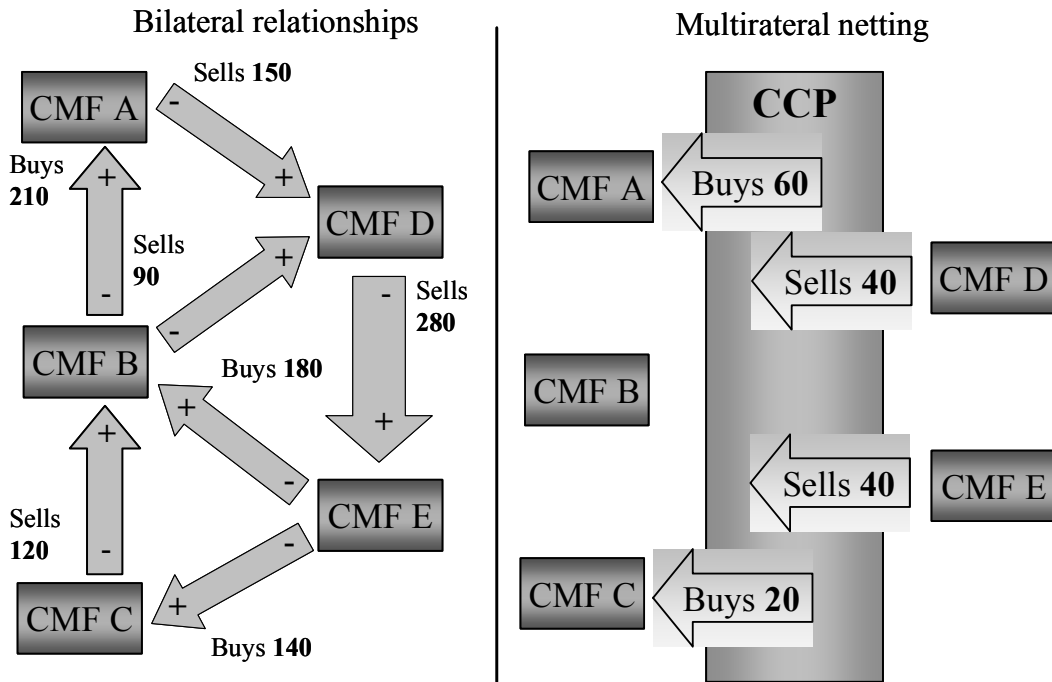 Bilateral relationships
CMF A
Sells 150
-
+
Buys
210
+
-
Sells
90
CMF D
+
-
-
+
Sells
280
CMF B
Buys 180
+
-
CMF E
+
-
Sells
120
-
+
Buys 140
CMF C
Multirateral netting
CCP
CMF A
Buys 60
Sells 40
CMF D
CMF B
Sells 40
CMF E
CMF C
Buys 20